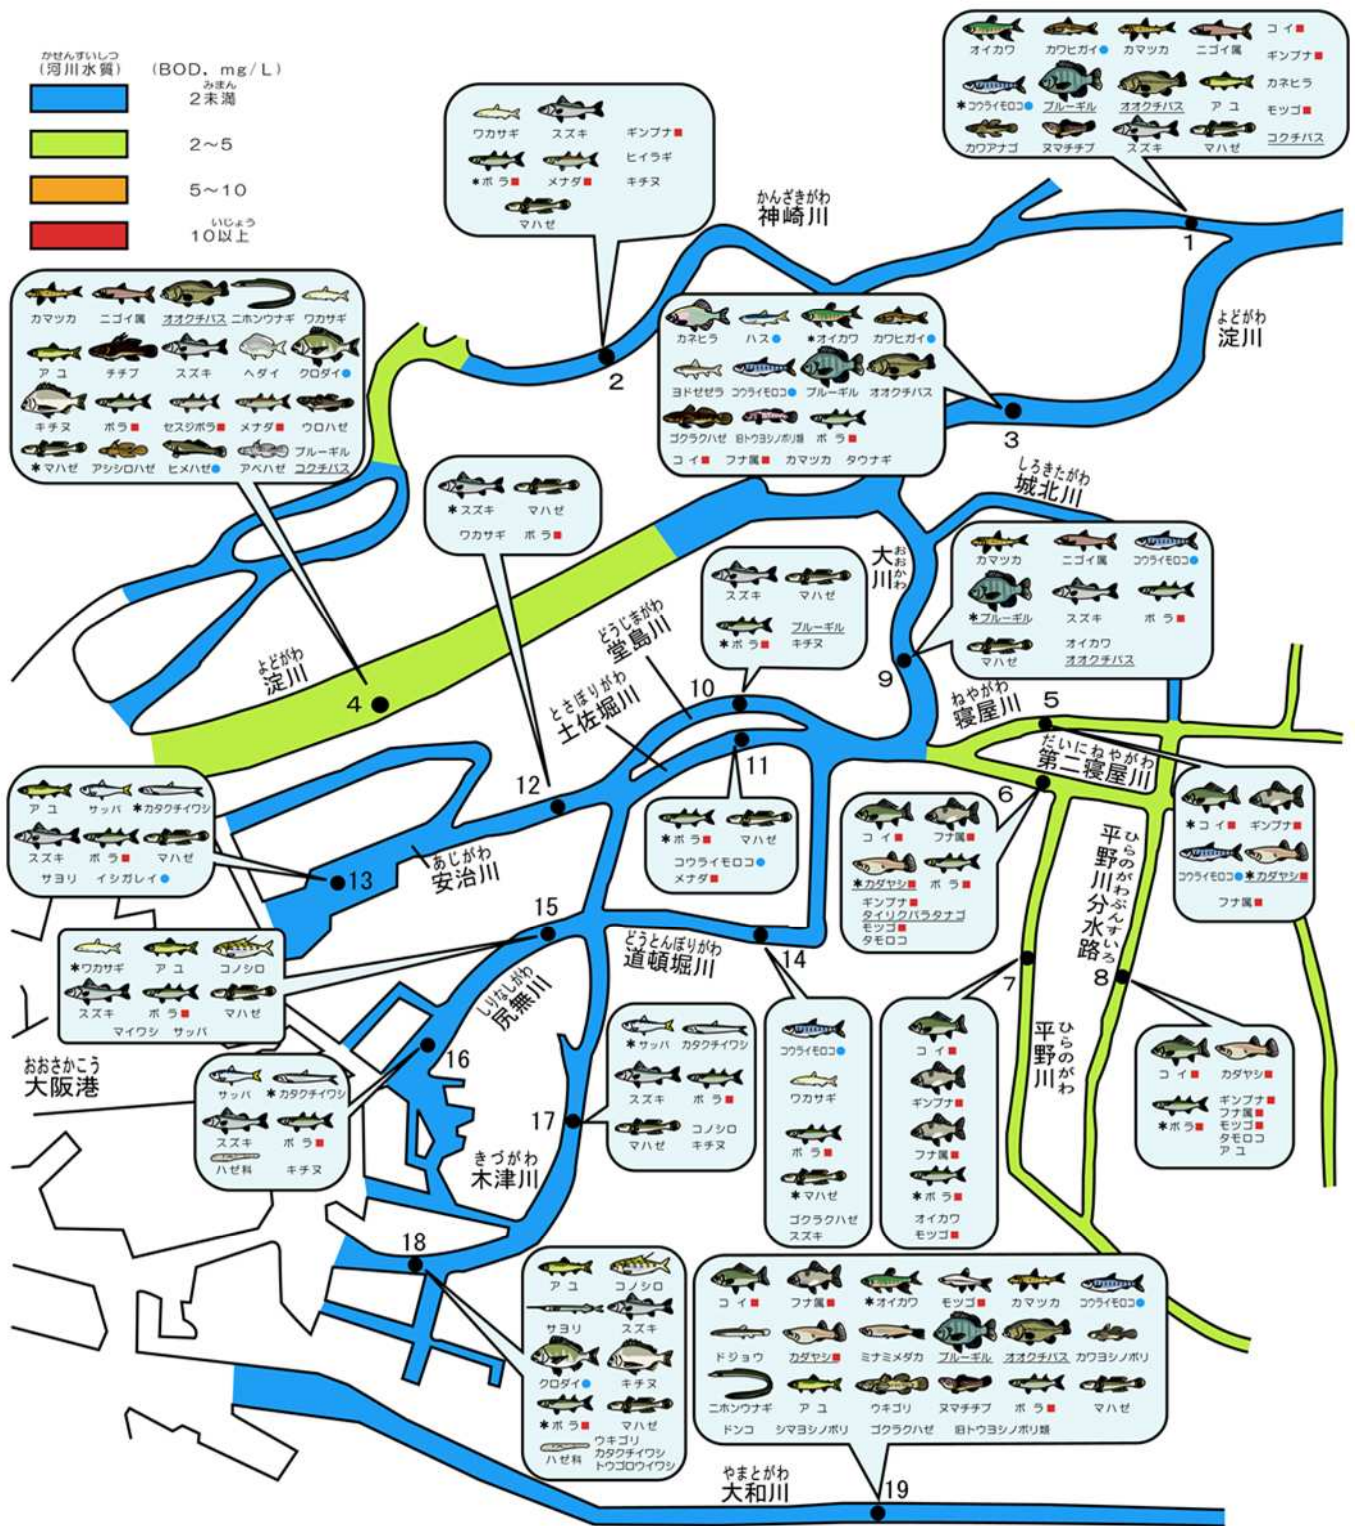 かせんすいしつ
(河川水質) (BOD. mg/L)
みまん
2未満
2～5
5～10
いじょう
10以上
オイカワ カワヒガイ● カマツカ ニゴイ属 コイ■
ギンブナ■
*コウライモロコ● ブルーギル オオクチバス アユ カネヒラ
モツゴ■
カワアナゴ ヌマチチブ スズキ マハゼ コクチバス
1
ワカサギ スズキ ギンブナ■
*ボラ■ メナダ■ ヒイラギ
キチヌ
マハゼ
2
かんざきがわ
神崎川
よどがわ
淀川
カネヒラ ハス● *オイカワ カワヒガイ●
ヨドゼゼラ コウライモロコ● ブルーギル オオクチバス
ゴクラクハゼ 旧トウヨシノボリ類 ボラ■
コイ■ フナ属■ カマツカ タウナギ
3
カマツカ ニゴイ属 オオクチバス ニホンウナギ ワカサギ
アユ チチブ スズキ ヘダイ クロダイ●
キチヌ ボラ■ セスジボラ■ メナダ■ ウロハゼ
*マハゼ アシシロハゼ ヒメハゼ● アベハゼ ブルーギル
コクチバス
よどがわ
淀川
4
しろきたがわ
城北川
おおかわ
大川
*スズキ マハゼ
ワカサギ ボラ■
12
スズキ マハゼ
*ボラ■ ブルーギル
キチヌ
10
どうじまがわ
堂島川
とさぼりがわ
土佐堀川
カマツカ ニゴイ属 コウライモロコ●
*ブルーギル スズキ ボラ■
マハゼ オイカワ
オオクチバス
9
ねやがわ
寝屋川
5
だいにねやがわ
第二寝屋川
6
11
*ボラ■ マハゼ
コウライモロコ●
メナダ■
コイ■ フナ属■
*カダヤシ■ ボラ■
ギンブナ■
タイリクバラタナゴ
モツゴ■
タモロコ
*コイ■ ギンブナ■
コウライモロコ● *カダヤシ■
フナ属■
ひらのがわぶんすいろ
平野川分水路
アユ サッパ *カタクチイワシ
スズキ ボラ■ マハゼ
サヨリ イシガレイ●
13
あじがわ
安治川
15
*ワカサギ アユ コノシロ
スズキ ボラ■ マハゼ
マイワシ サッパ
しりなしがわ
尻無川
どうとんぼりがわ
道頓堀川
14
7
8
ひらのがわ
平野川
おおさかこう
大阪港
16
サッパ *カタクチイワシ
スズキ ボラ■
ハゼ科 キチヌ
*サッパ カタクチイワシ
スズキ ボラ■
マハゼ コノシロ
キチヌ
17
きづがわ
木津川
コウライモロコ●
ワカサギ
ボラ■
*マハゼ
ゴクラクハゼ
スズキ
コイ■
ギンブナ■
フナ属■
*ボラ■
オイカワ
モツゴ■
コイ■ カダヤシ■
*ボラ■ ギンブナ■
フナ属■
モツゴ■
タモロコ
アユ
18
アユ コノシロ
サヨリ スズキ
クロダイ● キチヌ
*ボラ■ マハゼ
ハゼ科 ウキゴリ
カタクチイワシ
トウゴロウイワシ
コイ■ フナ属■ *オイカワ モツゴ■ カマツカ コウライモロコ●
ドジョウ カダヤシ■ ミナミメダカ ブルーギル オオクチバス カワヨシノボリ
ニホンウナギ アユ ウキゴリ ヌマチチブ ボラ■ マハゼ
ドンコ シマヨシノボリ ゴクラクハゼ 旧トウヨシノボリ類
やまとがわ
大和川
19